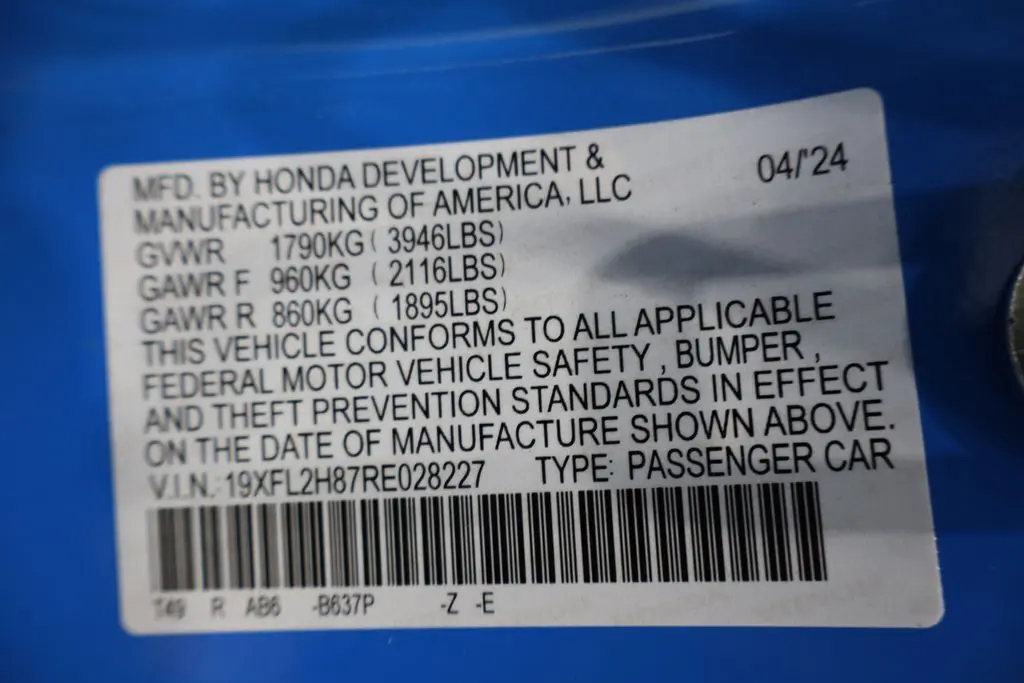 MFD. BY HONDA DEVELOPMENT &
MANUFACTURING OF AMERICA, LLC
04/'24
GVWR 1790KG ( 3946LBS)
GAWR F 960KG ( 2116LBS)
GAWR R 860KG ( 1895LBS)
THIS VEHICLE CONFORMS TO ALL APPLICABLE
FEDERAL MOTOR VEHICLE SAFETY , BUMPER ,
AND THEFT PREVENTION STANDARDS IN EFFECT
ON THE DATE OF MANUFACTURE SHOWN ABOVE.
V.I.N.: 19XFL2H87RE028227 TYPE: PASSENGER CAR
T49 R AB6 -B637P -Z -E